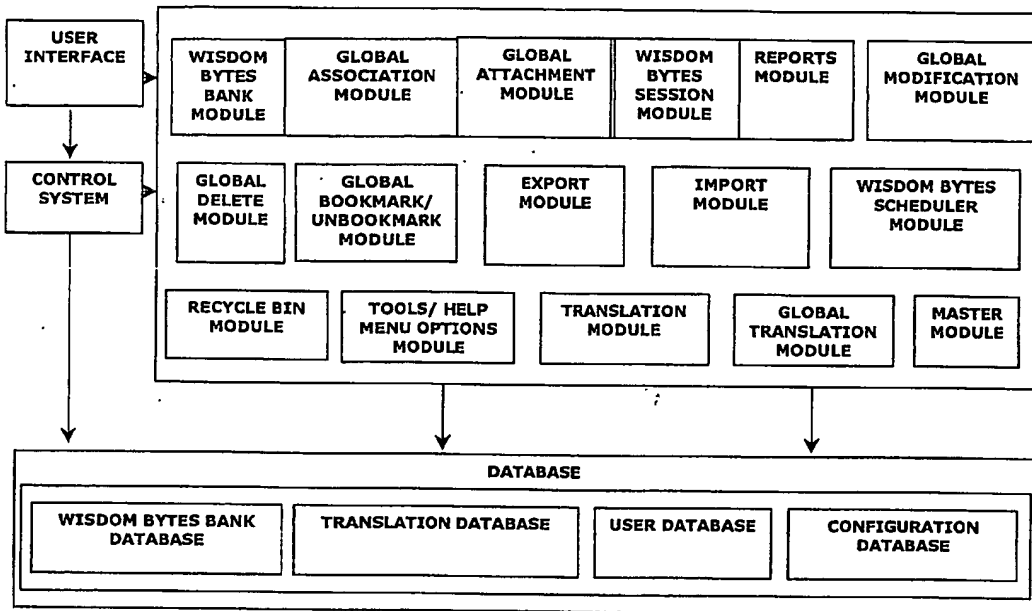 USER
INTERFACE
CONTROL
SYSTEM
WISDOM
BYTES
BANK
MODULE
GLOBAL
ASSOCIATION
MODULE
GLOBAL
ATTACHMENT
MODULE
WISDOM
BYTES
SESSION
MODULE
REPORTS
MODULE
GLOBAL
MODIFICATION
MODULE
GLOBAL
DELETE
MODULE
GLOBAL
BOOKMARK/
UNBOOKMARK
MODULE
EXPORT
MODULE
IMPORT
MODULE
WISDOM BYTES
SCHEDULER
MODULE
RECYCLE BIN
MODULE
TOOLS/ HELP
MENU OPTIONS
MODULE
TRANSLATION
MODULE
GLOBAL
TRANSLATION
MODULE
MASTER
MODULE
DATABASE
WISDOM BYTES BANK
DATABASE
TRANSLATION DATABASE
USER DATABASE
CONFIGURATION
DATABASE